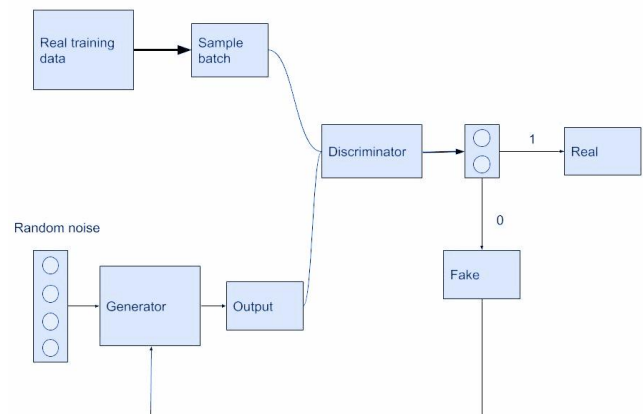 Real training
data
Sample
batch
Discriminator
1
Real
0
Random noise
Fake
Generator
Output